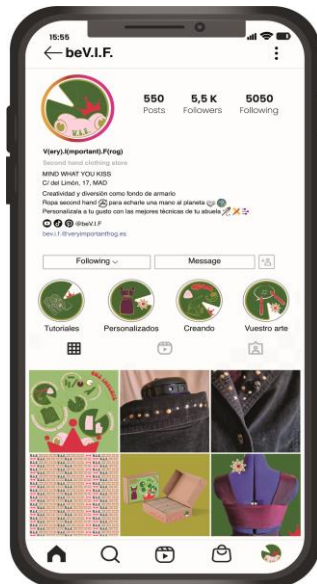 15:55
beV.I.F.
550 5,5 K 5050
Posts Followers Following
V(ery).I(mportant).F(rog)
Second hand clothing store
MIND WHAT YOU KISS
C/ del Limón, 17, MAD
Creatividad y diversión como fondo de armario
Ropa second hand para echarle una mano al planeta
Personalízala a tu gusto con las mejores técnicas de tu abuela
@beV.I.F
bev.i.f.@veryimportantfrog.es
Following Message
Tutoriales Personalizados Creando Vuestro arte